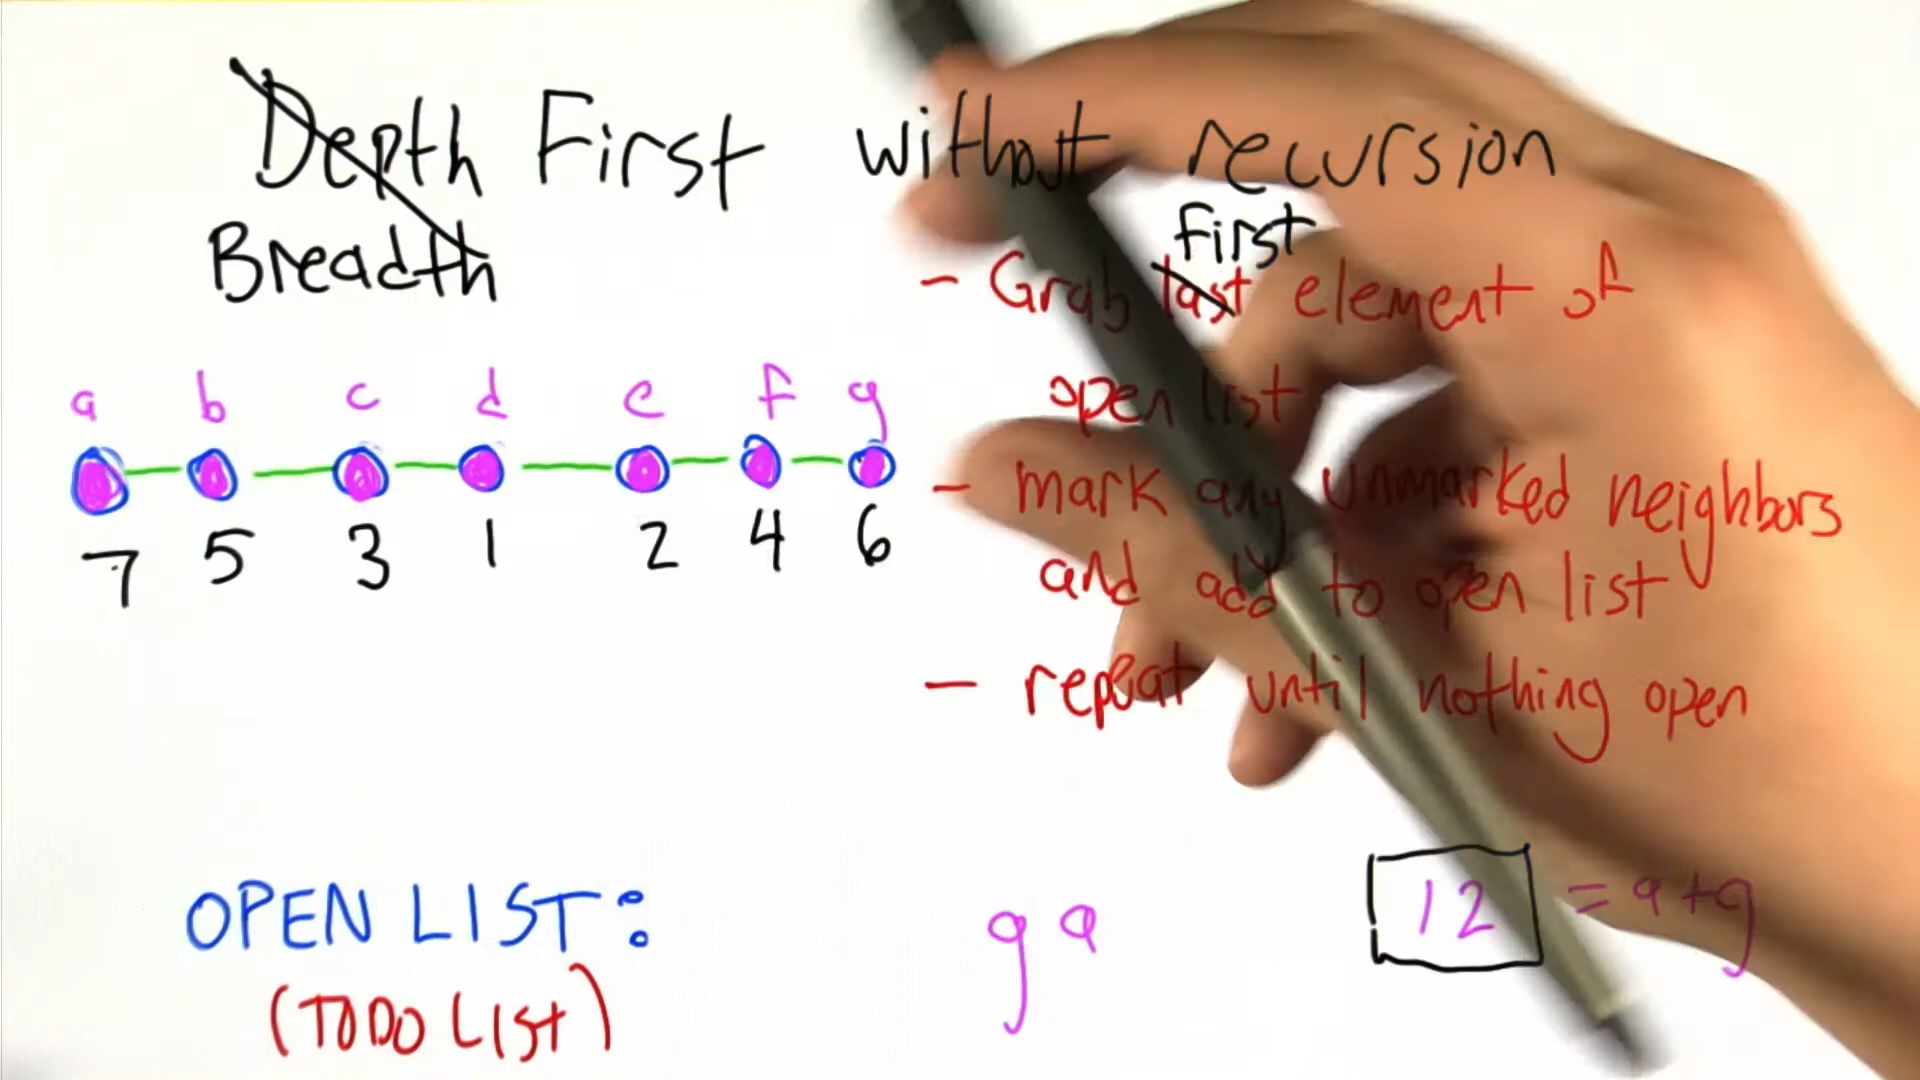 Depth First without recursion
Breadth
first
- Grab last element of
open list
- mark any unmarked neighbors
and add to open list
- repeat until nothing open
a b c d e f g
7 5 3 1 2 4 6
OPEN LIST:
(TODO LIST)
g a
12 = a+g